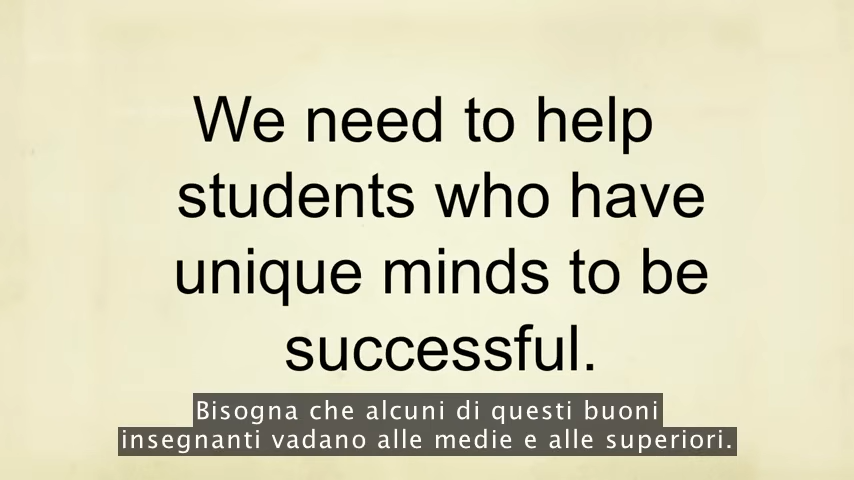 We need to help
students who have
unique minds to be
successful.
Bisogna che alcuni di questi buoni
insegnanti vadano alle medie e alle superiori.